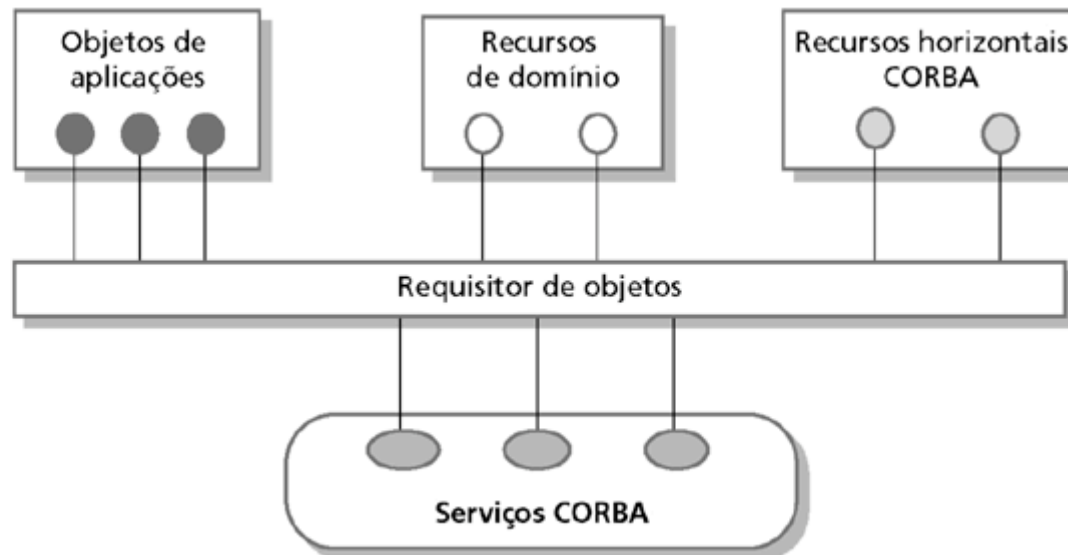 Objetos de
aplicações
Recursos
de domínio
Recursos horizontais
CORBA
Requisitor de objetos
Serviços CORBA